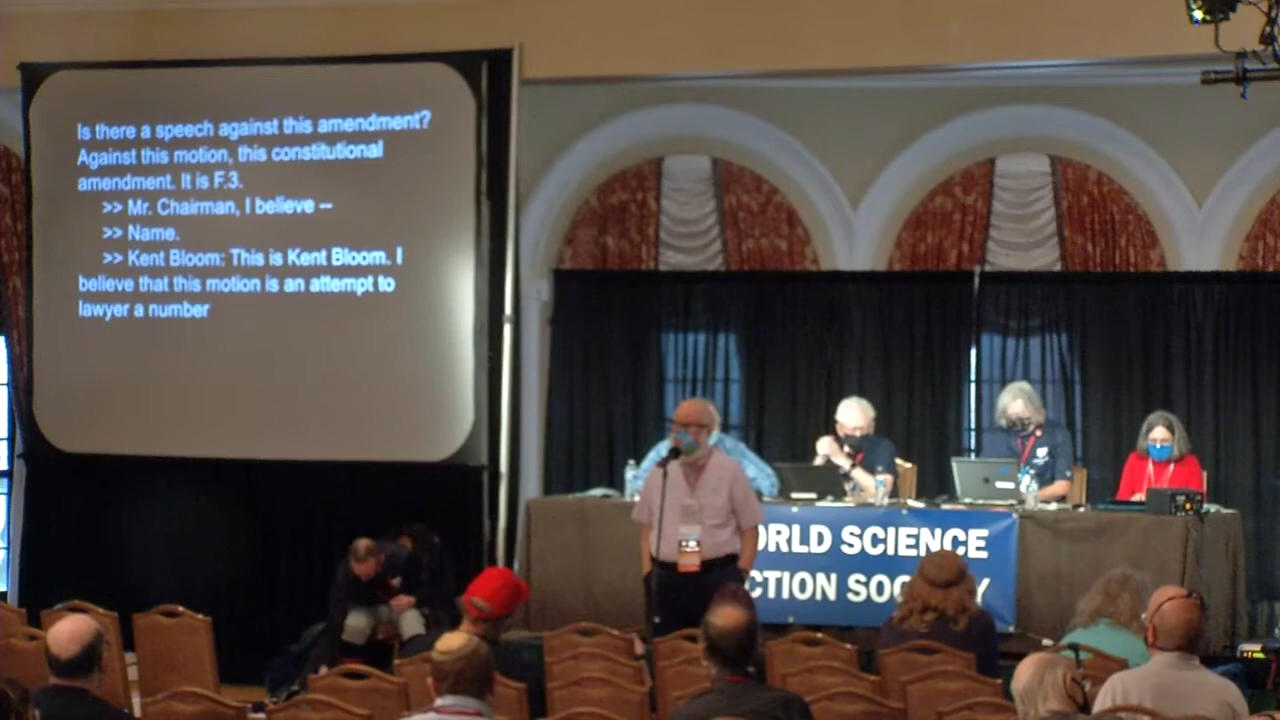 Is there a speech against this amendment?
Against this motion, this constitutional
amendment. It is F.3.
>> Mr. Chairman, I believe --
>> Name.
>> Kent Bloom: This is Kent Bloom. I
believe that this motion is an attempt to
lawyer a number
ORLD SCIENCE
CTION SOC Y